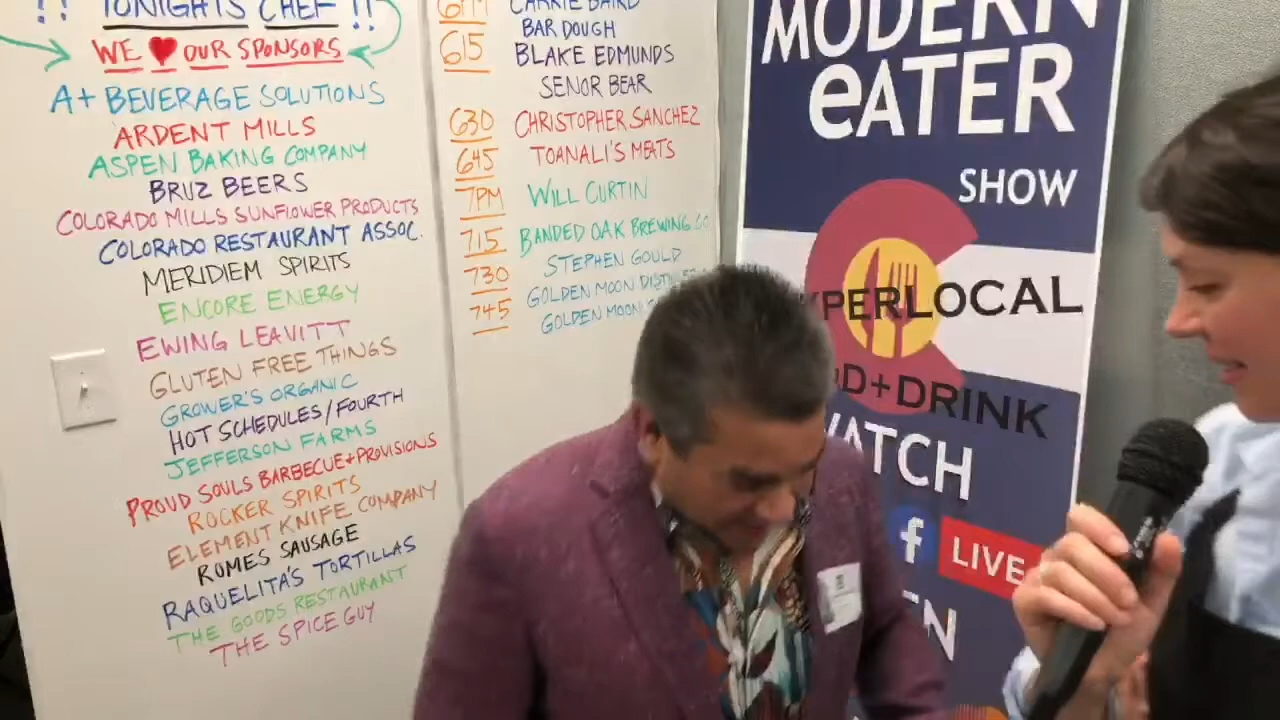 !! TONIGHTS CHEF !!
WE ♥ OUR SPONSORS
A+ BEVERAGE SOLUTIONS
ARDENT MILLS
ASPEN BAKING COMPANY
BRUZ BEERS
COLORADO MILLS SUNFLOWER PRODUCTS
COLORADO RESTAURANT ASSOC.
MERIDIEM SPIRITS
ENCORE ENERGY
EWING LEAVITT
GLUTEN FREE THINGS
GROWER'S ORGANIC
HOT SCHEDULES/FOURTH
JEFFERSON FARMS
PROUD SOULS BARBECUE+PROVISIONS
ROCKER SPIRITS
ELEMENT KNIFE COMPANY
ROMES SAUSAGE
RAQUELITA'S TORTILLAS
THE GOODS RESTAURANT
THE SPICE GUY
6PM CARRIE BAIRD
BAR DOUGH
615 BLAKE EDMUNDS
SENOR BEAR
630 CHRISTOPHER SANCHEZ
645 TOANALI'S MEATS
7PM WILL CURTIN
715 BANDED OAK BREWING CO
730 STEPHEN GOULD
745 GOLDEN MOON
GOLDEN MOON
MODERN
eATER
SHOW
PERLOCAL
D+DRINK
ATCH
f LIVE
EN